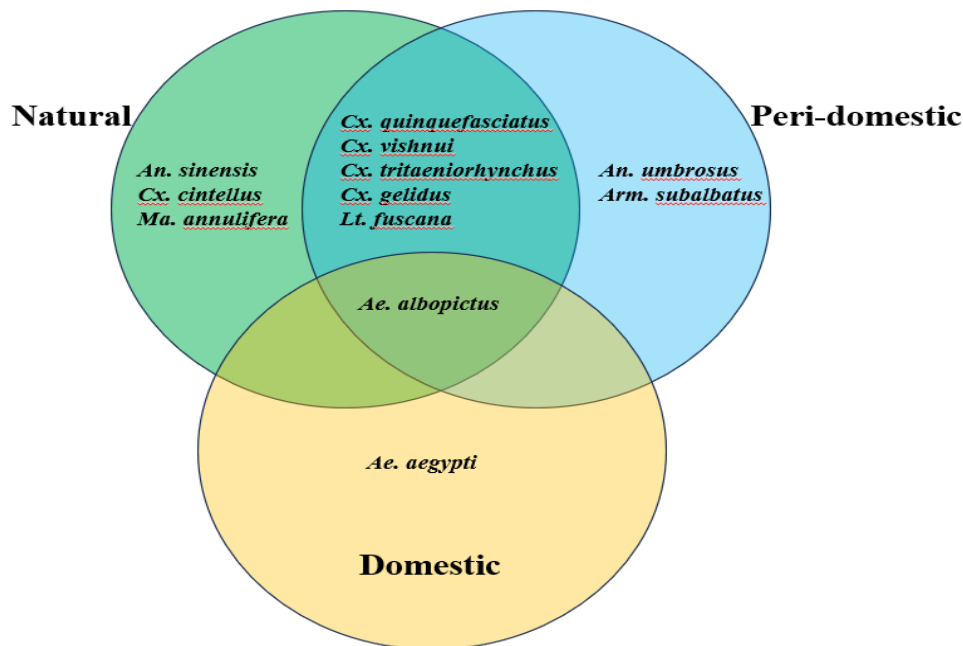 Natural
Peri-domestic
An. sinensis
Cx. cintellus
Ma. annulifera
Cx. quinquefasciatus
Cx. vishnui
Cx. tritaeniorhynchus
Cx. gelidus
Lt. fuscana
An. umbrosus
Arm. subalbatus
Ae. albopictus
Ae. aegypti
Domestic